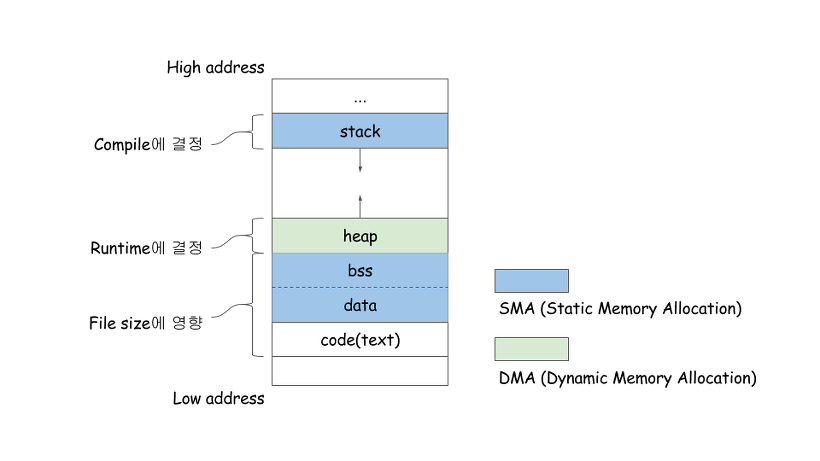 High address
...
stack
Compile에 결정
Runtime에 결정
heap
bss
data
File size에 영향
code(text)
Low address
SMA (Static Memory Allocation)
DMA (Dynamic Memory Allocation)